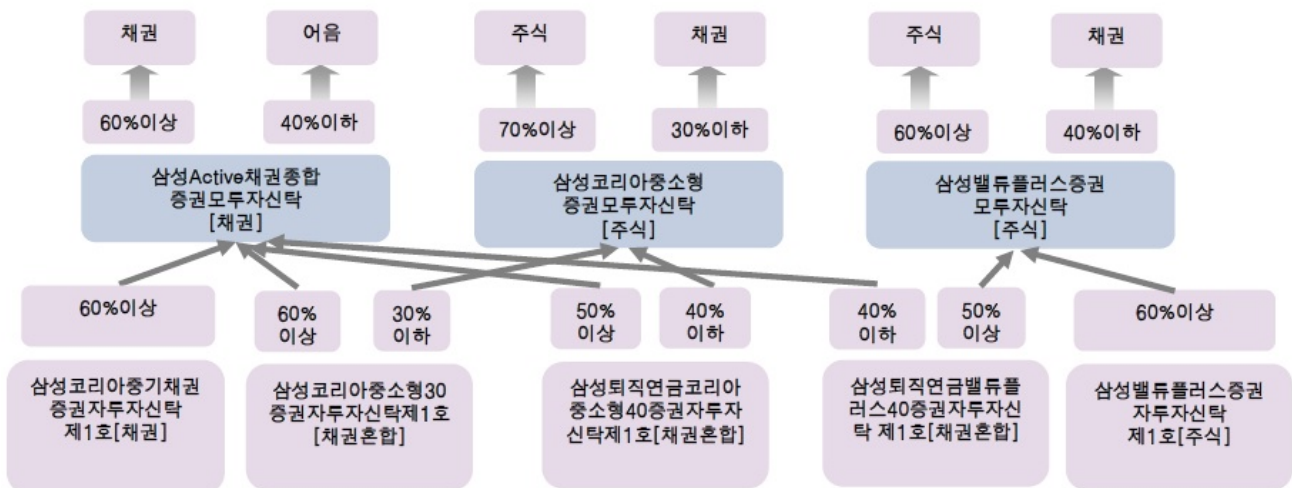 채권
어음
주식
채권
주식
채권
60%이상
40%이하
70%이상
30%이하
60%이상
40%이하
삼성Active채권종합
증권모투자신탁
[채권]
삼성코리아중소형
증권모투자신탁
[주식]
삼성밸류플러스증권
모투자신탁
[주식]
60%이상
60%
이상
30%
이하
50%
이상
40%
이하
40%
이하
50%
이상
60%이상
삼성코리아중기채권
증권자투자신탁
제1호[채권]
삼성코리아중소형30
증권자투자신탁제1호
[채권혼합]
삼성퇴직연금코리아
중소형40증권자투자
신탁제1호[채권혼합]
삼성퇴직연금밸류플
러스40증권자투자신
탁 제1호[채권혼합]
삼성밸류플러스증권
자투자신탁
제1호[주식]